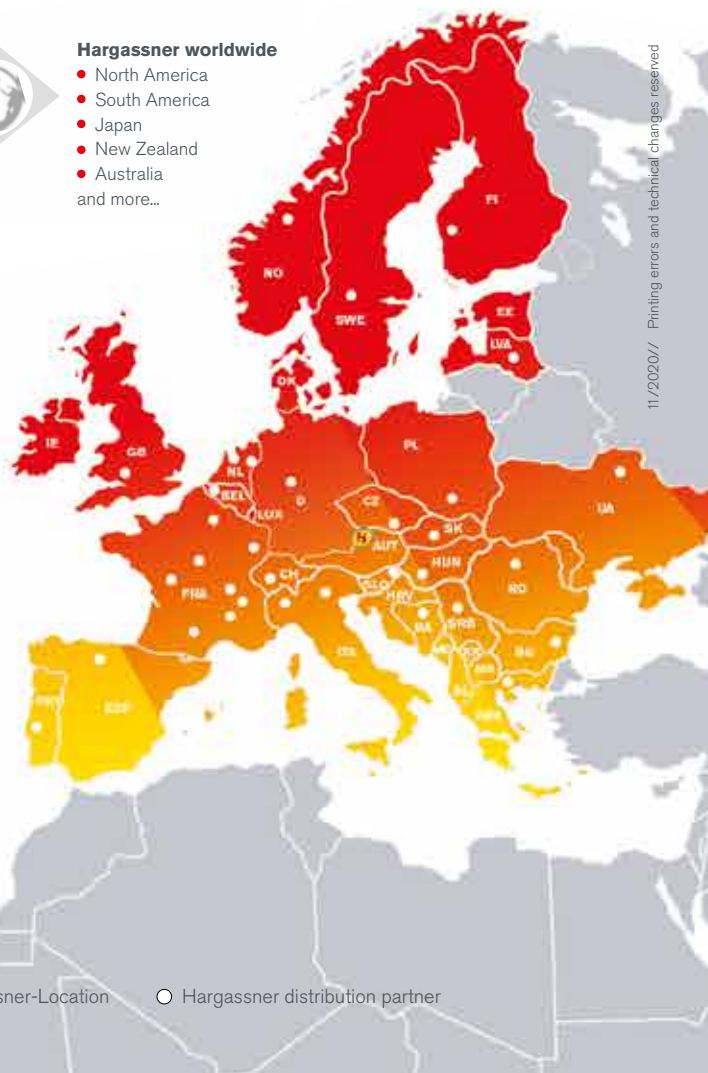 Hargassner worldwide
North America
South America
Japan
New Zealand
Australia
and more...
11/2020// Printing errors and technical changes reserved
FI
NO
SWE
EE
LVA
DK
IE
GB
NL
PL
BEL
D
CZ
LUX
UA
SK
AUT
HUN
CH
RO
SLO
FRA
HRV
BA
SRB
BG
ITA
ESP
sner-Location
Hargassner distribution partner